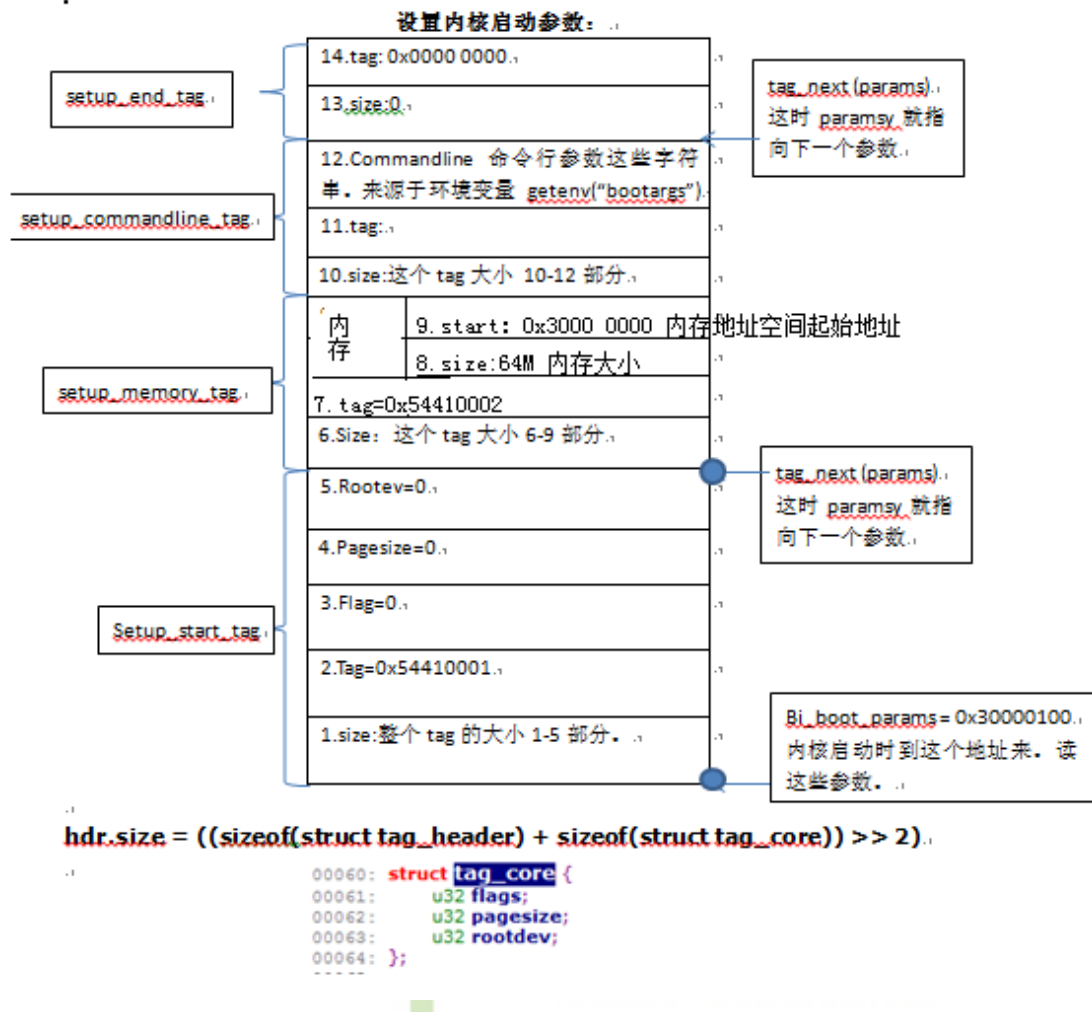 设置内核启动参数：
14.tag: 0x0000 0000
setup_end_tag
13.size:0
tag_next (params)
这时 paramsy 就指
向下一个参数
12.Commandline 命令行参数这些字符
串。来源于环境变量 getenv(“bootargs”)
setup_commandline_tag
11.tag:
10.size:这个 tag 大小 10-12 部分
内
存
9.start: 0x3000 0000 内存地址空间起始地址
8.size:64M 内存大小
setup_memory_tag
7.tag=0x54410002
6.Size：这个 tag 大小 6-9 部分
5.Rootev=0
tag_next (params)
这时 paramsy 就指
向下一个参数
4.Pagesize=0
3.Flag=0
Setup_start_tag
2.Tag=0x54410001
1.size:整个 tag 的大小 1-5 部分。
Bi_boot_params = 0x30000100
内核启动时到这个地址来。读
这些参数。
hdr.size = ((sizeof(struct tag_header) + sizeof(struct tag_core)) >> 2)
00060: struct tag_core {
00061: u32 flags;
00062: u32 pagesize;
00063: u32 rootdev;
00064: };